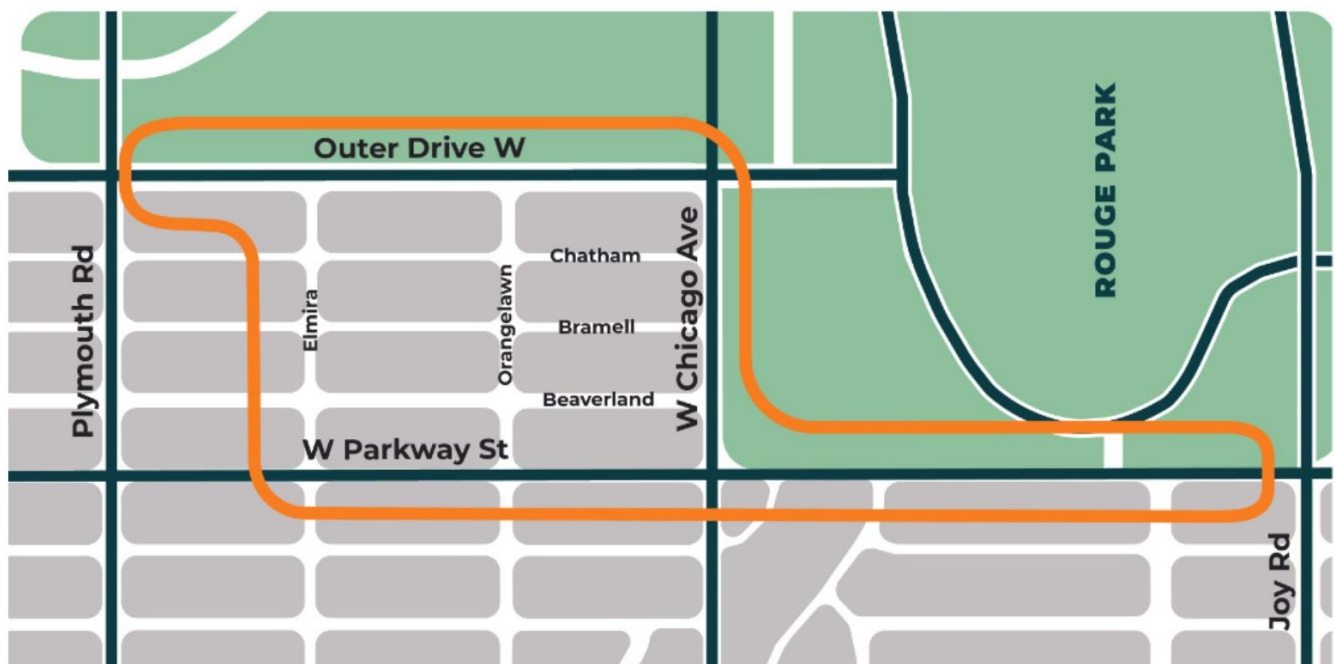 Outer Drive W
ROUGE PARK
Plymouth Rd
Elmira
Orangelawn
Chatham
Bramell
Beaverland
W Chicago Ave
W Parkway St
Joy Rd